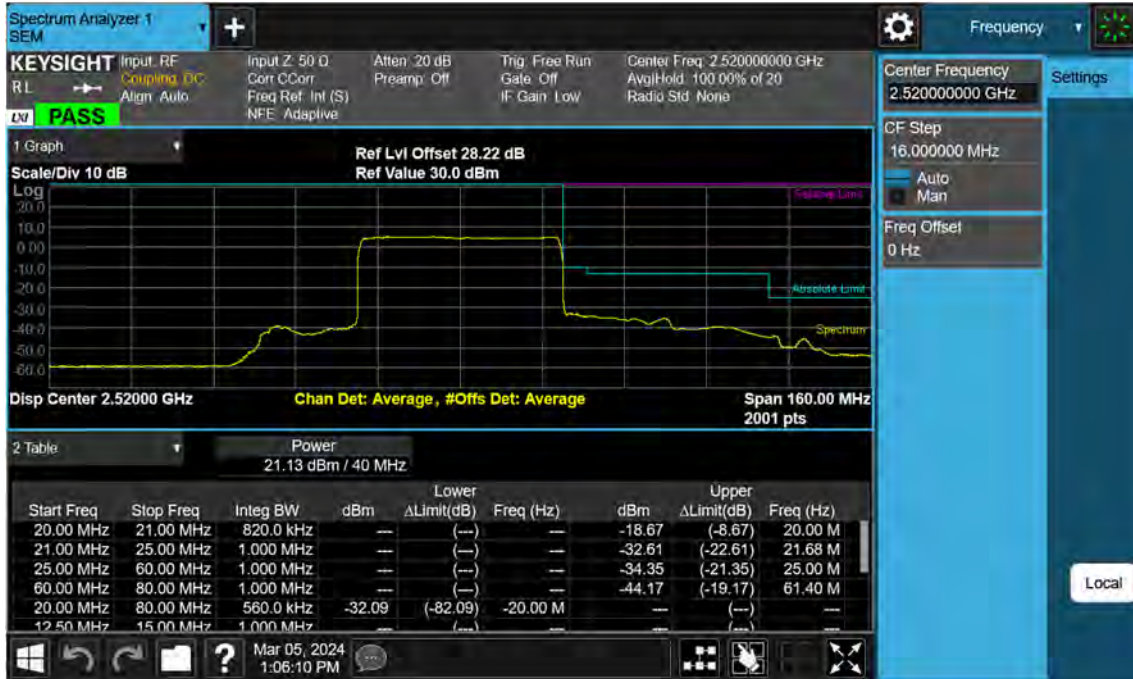 Spectrum Analyzer 1
SEM
Frequency
KEYSIGHT Input: RF Input Z: 50 Ω Atten: 20 dB Trig: Free Run Center Freq: 2.520000000 GHz
RL Coupling: DC Corr CCorr Preamp: Off Gate: Off Avg|Hold: 100.00% of 20
Align: Auto Freq Ref: Int (S) IF Gain: Low Radio Std: None
LXI PASS NFE: Adaptive
Center Frequency
2.520000000 GHz
Settings
CF Step
16.000000 MHz
Auto
Man
Freq Offset
0 Hz
1 Graph
Ref Lvl Offset 28.22 dB
Scale/Div 10 dB Ref Value 30.0 dBm
Log
20.0
10.0
0.00
-10.0
-20.0
-30.0
-40.0
-50.0
-60.0
Absolute Limit
Spectrum
Disp Center 2.52000 GHz Chan Det: Average, #Offs Det: Average Span 160.00 MHz
2001 pts
2 Table
Power
21.13 dBm / 40 MHz
Lower Upper
Start Freq Stop Freq Integ BW dBm ΔLimit(dB) Freq (Hz) dBm ΔLimit(dB) Freq (Hz)
20.00 MHz 21.00 MHz 820.0 kHz --- (---) --- -18.67 (-8.67) 20.00 M
21.00 MHz 25.00 MHz 1.000 MHz --- (---) --- -32.61 (-22.61) 21.68 M
25.00 MHz 60.00 MHz 1.000 MHz --- (---) --- -34.35 (-21.35) 25.00 M
60.00 MHz 80.00 MHz 1.000 MHz --- (---) --- -44.17 (-19.17) 61.40 M
20.00 MHz 80.00 MHz 560.0 kHz -32.09 (-82.09) -20.00 M --- (---) ---
12.50 MHz 15.00 MHz 1.000 MHz --- (---) --- --- (---) ---
Local
? Mar 05, 2024
1:06:10 PM